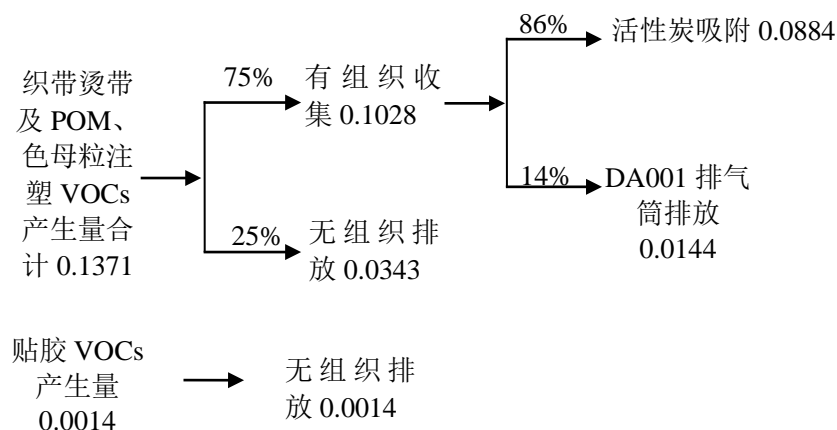 织带烫带
及 POM、
色母粒注
塑 VOCs
产生量合
计 0.1371
75%
有 组 织 收
集 0.1028
86%
活性炭吸附 0.0884
14%
DA001 排气
筒排放
0.0144
25%
无 组 织 排
放 0.0343
贴胶 VOCs
产生量
0.0014
无 组 织 排
放 0.0014